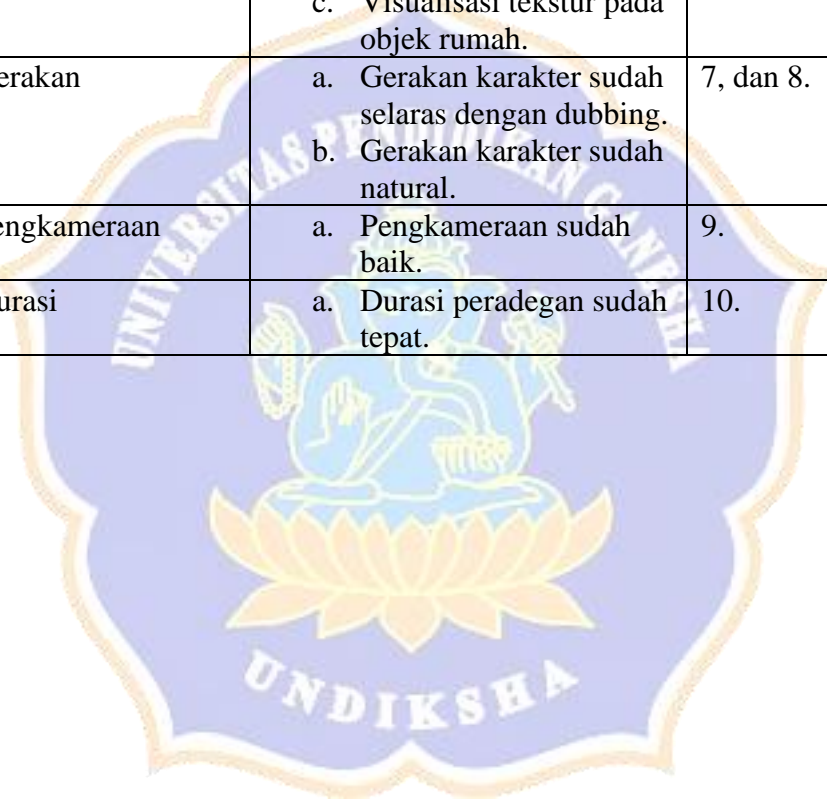 c. Visualisasi tekstur pada
objek rumah.
erakan a. Gerakan karakter sudah 7, dan 8.
selaras dengan dubbing.
b. Gerakan karakter sudah
natural.
engkameraan a. Pengkameraan sudah 9.
baik.
urasi a. Durasi peradegan sudah 10.
tepat.
UNIVERSITAS PENDIDIKAN GANESHA
UNDIKSHA